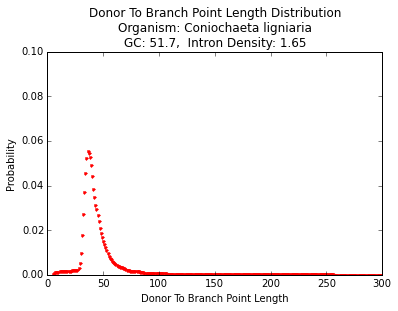 Donor To Branch Point Length Distribution
Organism: Coniochaeta ligniaria
GC: 51.7,  Intron Density: 1.65
0.10
0.08
0.06
0.04
0.02
0.00
Probability
0 50 100 150 200 250 300
Donor To Branch Point Length